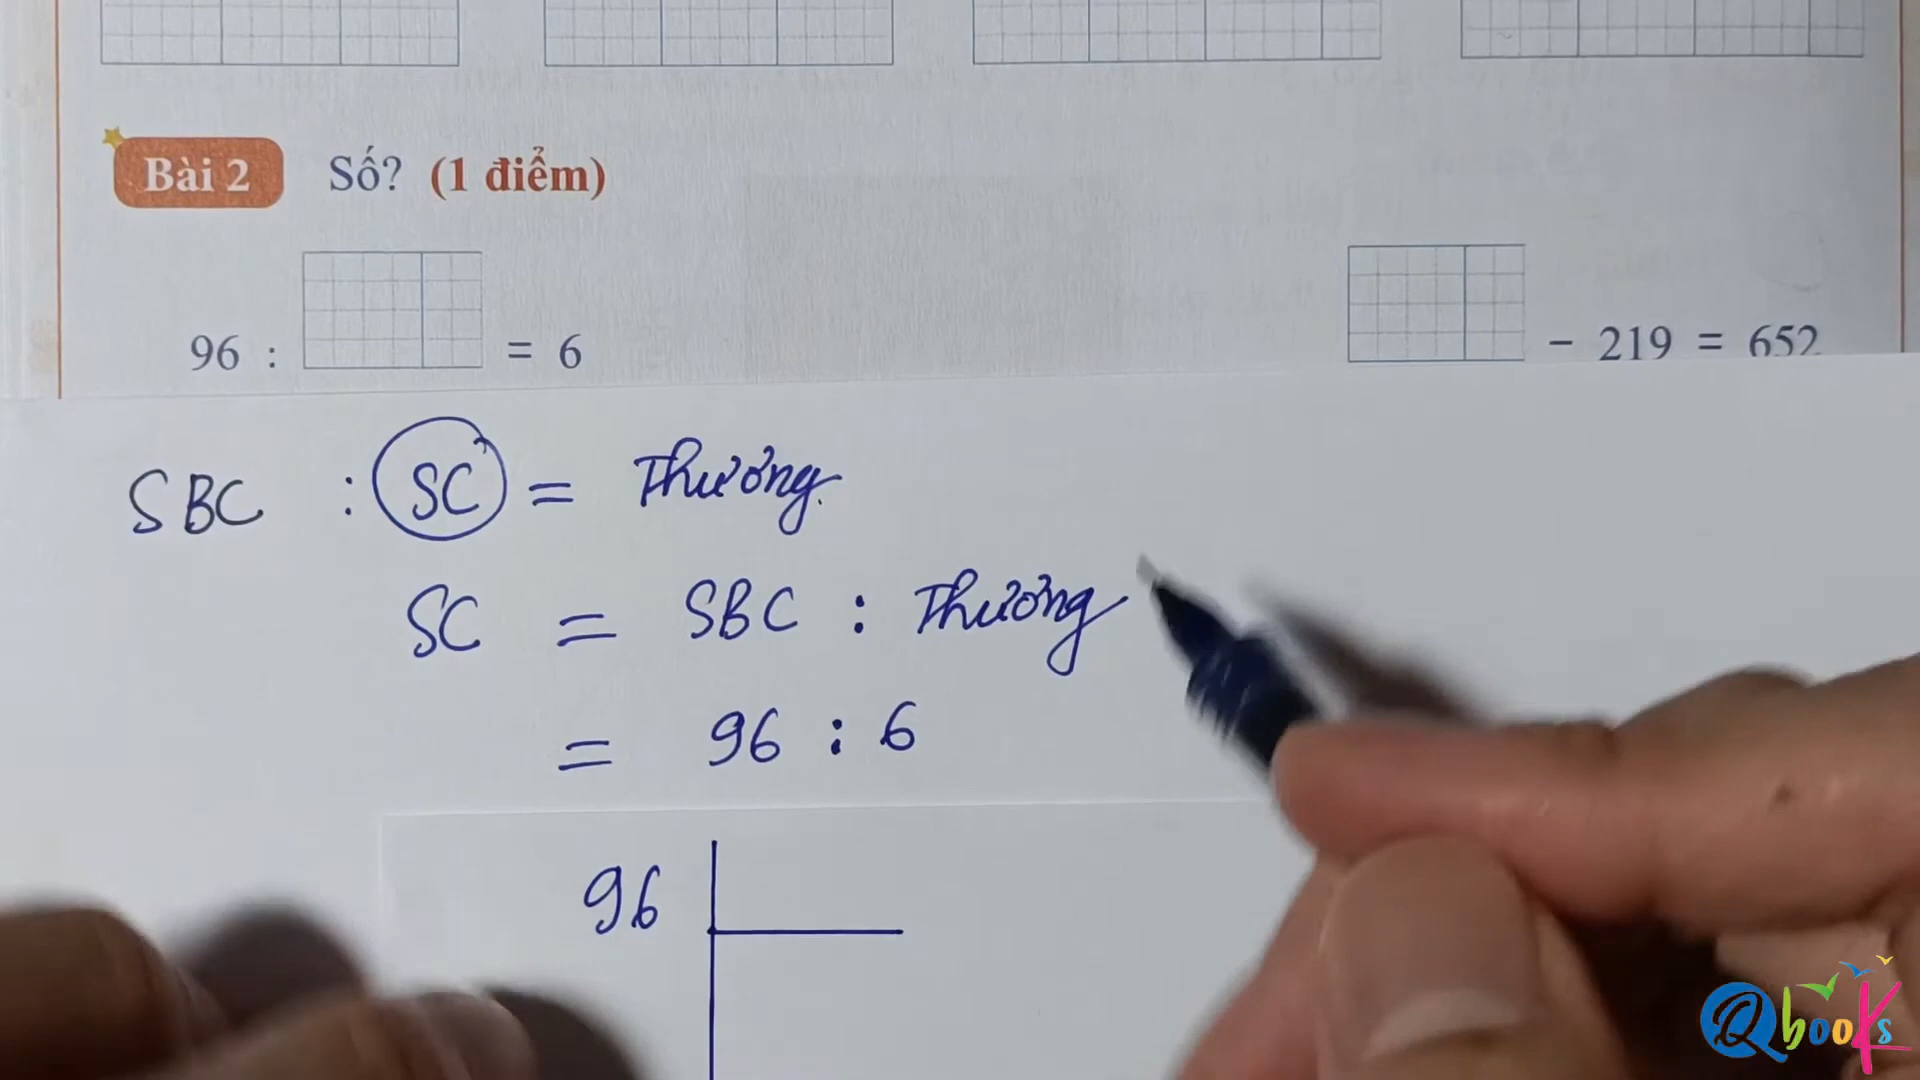 Bài 2 Số? (1 điểm)
96 : = 6
- 219 = 652
SBC : SC = Thương
SC = SBC : Thương
= 96 : 6
96
Qbooks